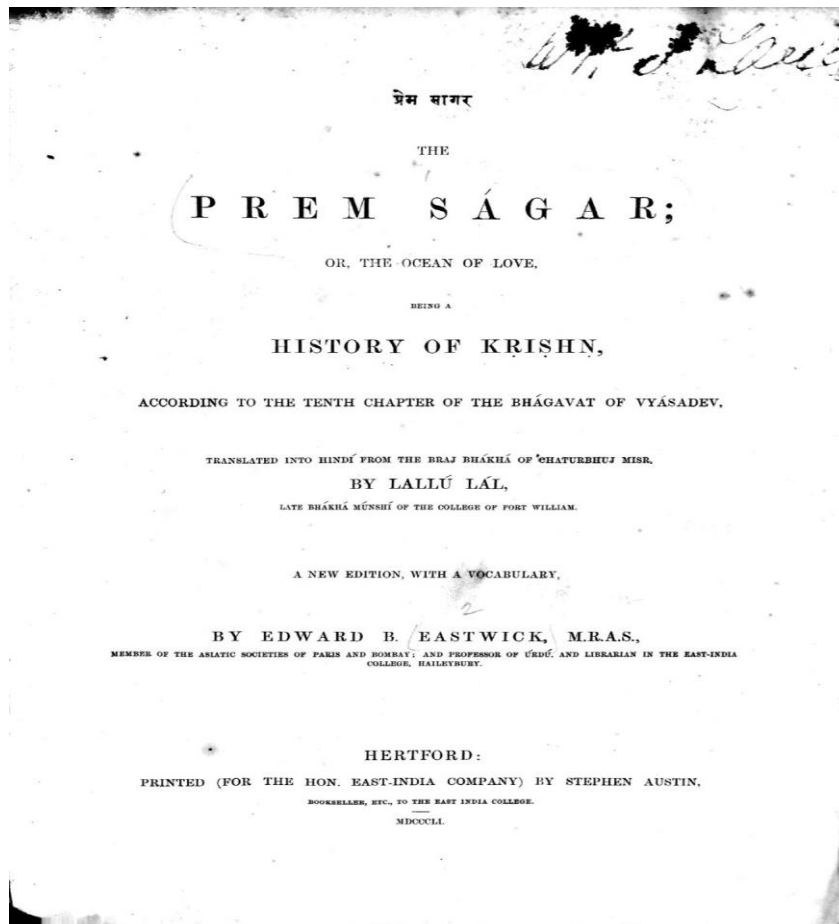 प्रेम सागर
THE
PREM SÁGAR;
OR, THE OCEAN OF LOVE,
BEING A
HISTORY OF KṚIṢHṆ,
ACCORDING TO THE TENTH CHAPTER OF THE BHÁGAVAT OF VYÁSADEV,
TRANSLATED INTO HINDÍ FROM THE BRAJ BHÁKHÁ OF CHATURBHUJ MISR,
BY LALLÚ LÁL,
LATE BHÁKHÁ MÚNSHÍ OF THE COLLEGE OF FORT WILLIAM.
A NEW EDITION, WITH A VOCABULARY,
2
BY EDWARD B. EASTWICK, M.R.A.S.,
MEMBER OF THE ASIATIC SOCIETIES OF PARIS AND BOMBAY; AND PROFESSOR OF URDÚ, AND LIBRARIAN IN THE EAST-INDIA
COLLEGE, HAILEYBURY.
HERTFORD:
PRINTED (FOR THE HON. EAST-INDIA COMPANY) BY STEPHEN AUSTIN,
BOOKSELLER, ETC., TO THE EAST INDIA COLLEGE.
MDCCCLI.